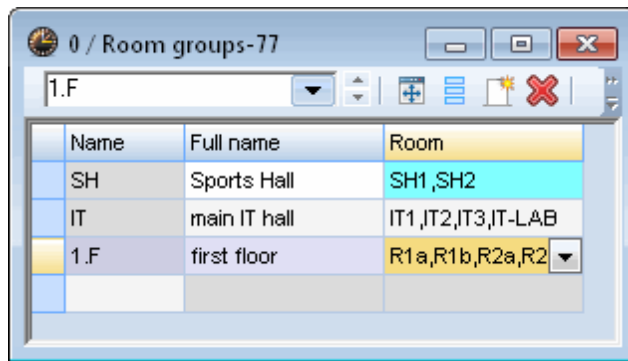 0 / Room groups-77
1.F
Name Full name Room
SH Sports Hall SH1,SH2
IT main IT hall IT1,IT2,IT3,IT-LAB
1.F first floor R1a,R1b,R2a,R2